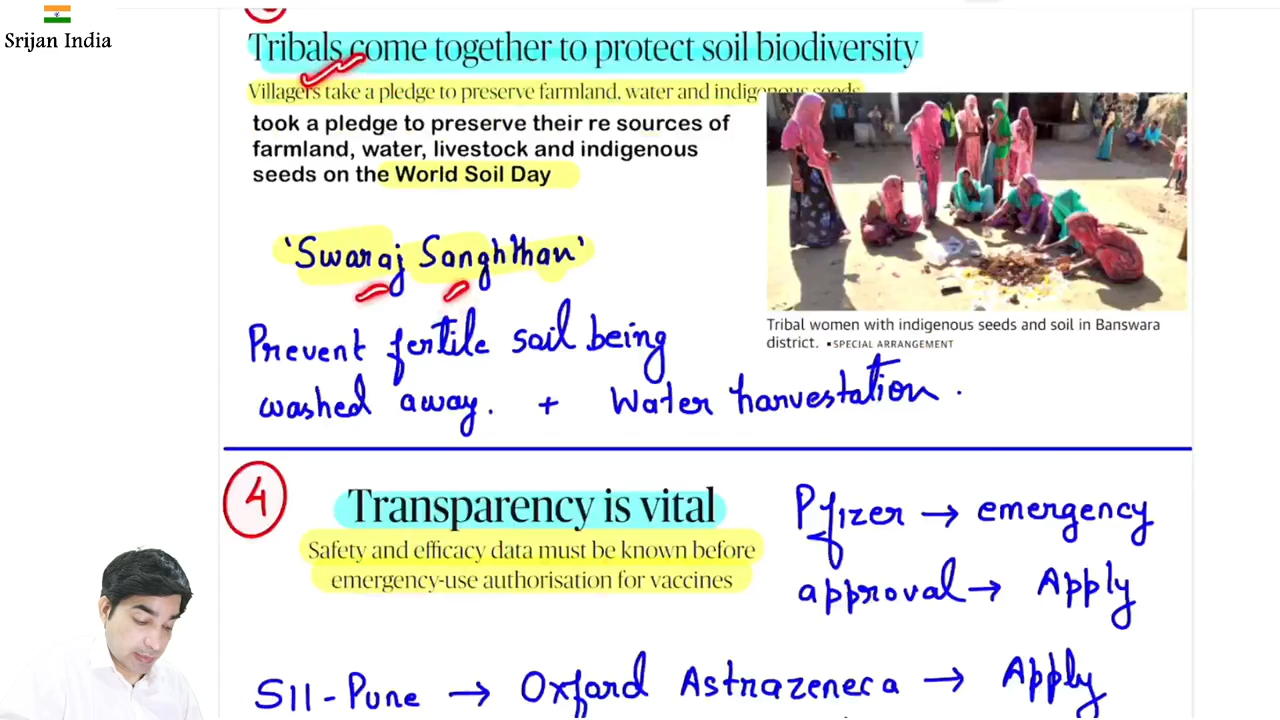 Srijan India
Tribals come together to protect soil biodiversity
Villagers take a pledge to preserve farmland, water and indigenous seeds
took a pledge to preserve their re sources of
farmland, water, livestock and indigenous
seeds on the World Soil Day
'Swaraj Sanghthan'
Tribal women with indigenous seeds and soil in Banswara
district. ▪SPECIAL ARRANGEMENT
Prevent fertile soil being
washed away. + Water harvestation.
4
Transparency is vital
Safety and efficacy data must be known before
emergency-use authorisation for vaccines
Pfizer → emergency
approval → Apply
SII-Pune → Oxford Astrazeneca → Apply